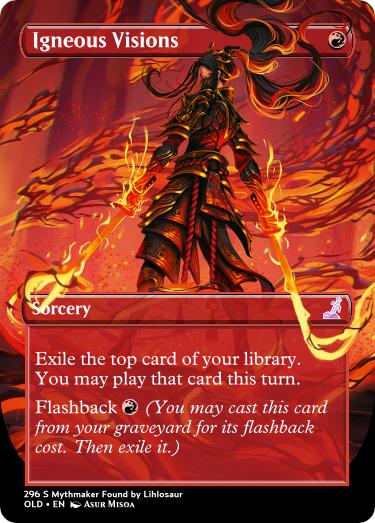 Igneous Visions
Sorcery
Exile the top card of your library.
You may play that card this turn.
Flashback (You may cast this card
from your graveyard for its flashback
cost. Then exile it.)
296 S Mythmaker Found by Lihlosaur
OLD • EN Asur Misoa